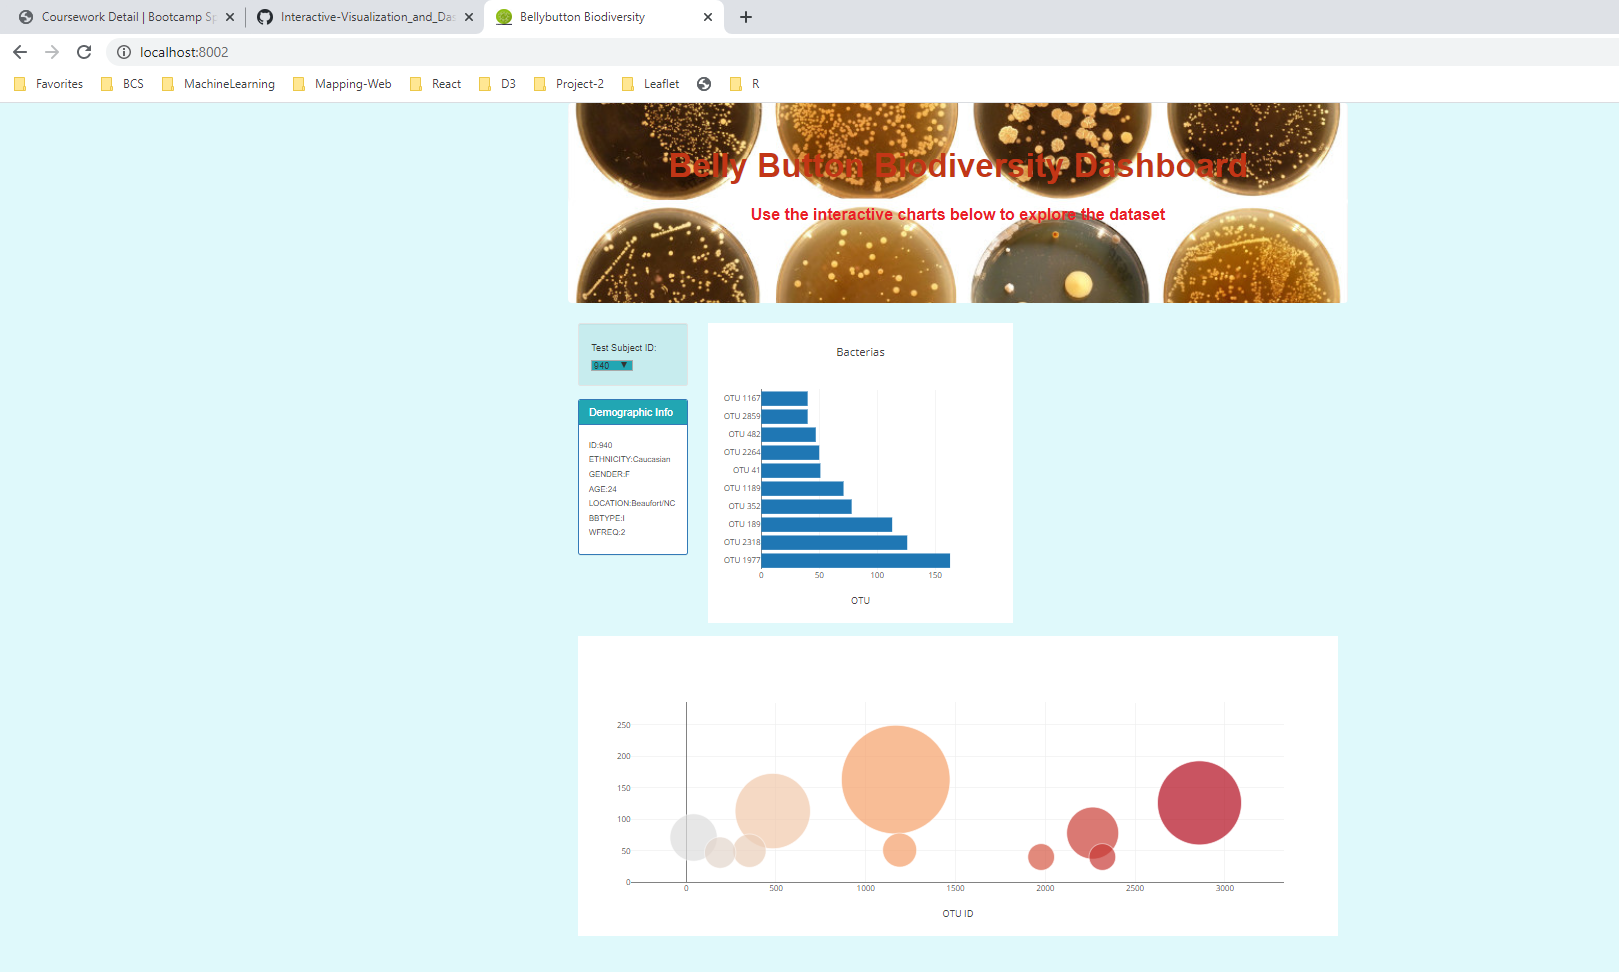 Coursework Detail | Bootcamp Sp
Interactive-Visualization_and_Das
Bellybutton Biodiversity
localhost:8002
Favorites BCS MachineLearning Mapping-Web React D3 Project-2 Leaflet R
Belly Button Biodiversity Dashboard
Use the interactive charts below to explore the dataset
Test Subject ID:
940
Demographic Info
ID:940
ETHNICITY:Caucasian
GENDER:F
AGE:24
LOCATION:Beaufort/NC
BBTYPE:I
WFREQ:2
Bacterias
OTU 1167
OTU 2859
OTU 482
OTU 2264
OTU 41
OTU 1189
OTU 352
OTU 189
OTU 2318
OTU 1977
0 50 100 150
OTU
250
200
150
100
50
0
0 500 1000 1500 2000 2500 3000
OTU ID